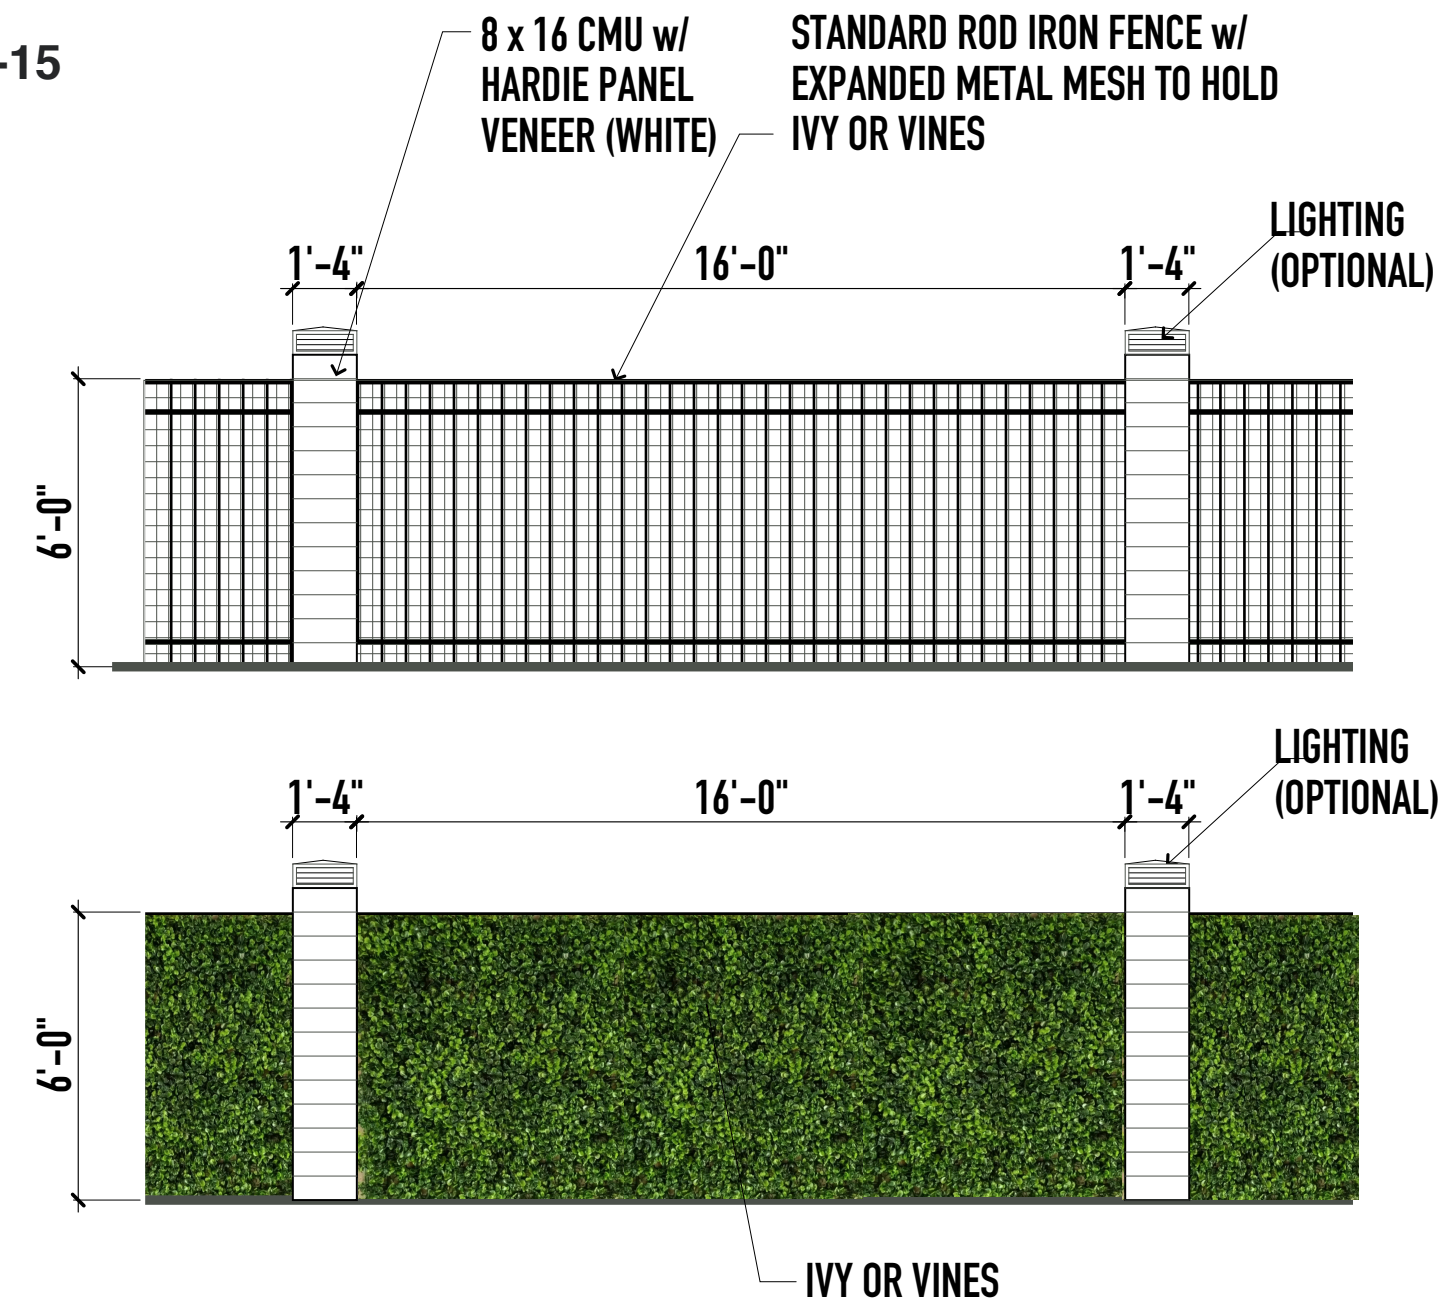 -15
8 x 16 CMU w/
HARDIE PANEL
VENEER (WHITE)
STANDARD ROD IRON FENCE w/
EXPANDED METAL MESH TO HOLD
IVY OR VINES
LIGHTING
(OPTIONAL)
1'-4"
16'-0"
1'-4"
6'-0"
LIGHTING
(OPTIONAL)
1'-4"
16'-0"
1'-4"
6'-0"
IVY OR VINES